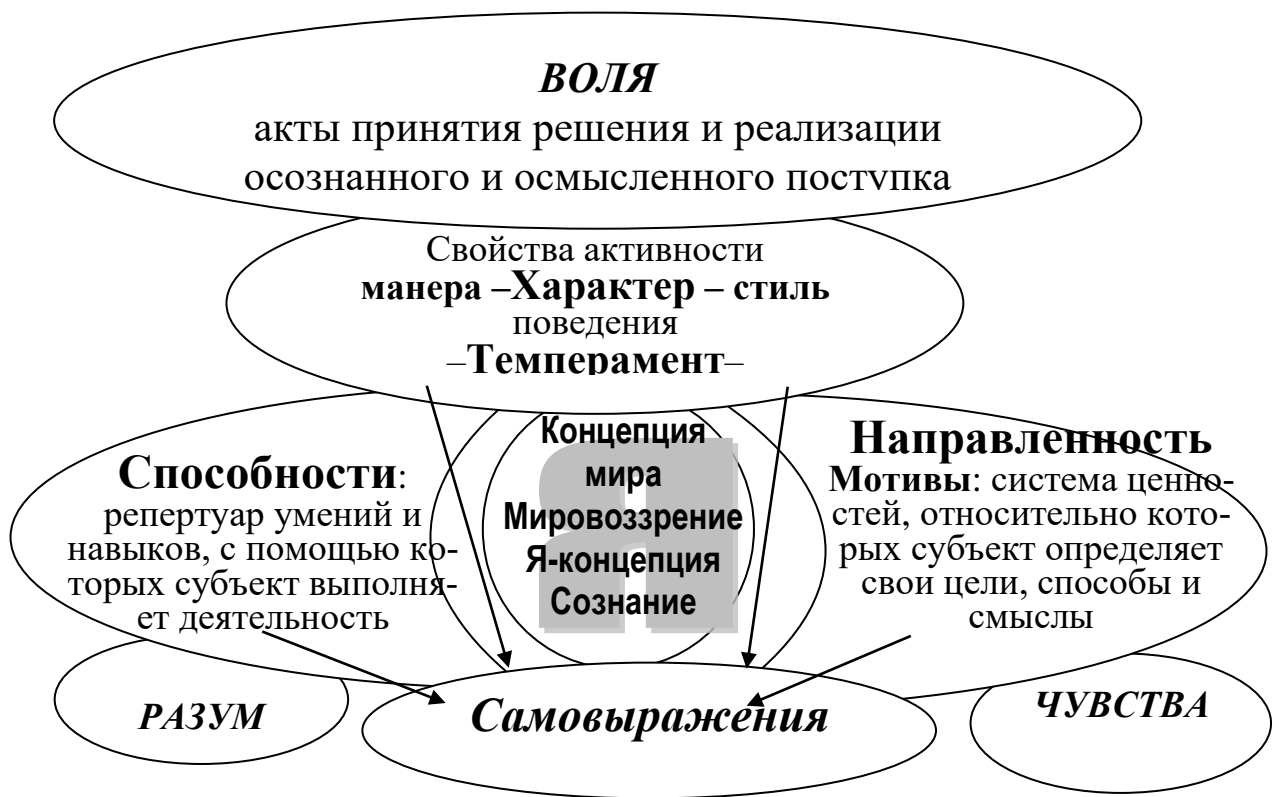 ВОЛЯ
акты принятия решения и реализации
осознанного и осмысленного поступка
Свойства активности
манера –Характер – стиль
поведения
–Темперамент–
Способности:
репертуар умений и
навыков, с помощью ко-
торых субъект выполня-
ет деятельность
Я
Концепция
мира
Мировоззрение
Я-концепция
Сознание
Направленность
Мотивы: система ценно-
стей, относительно кото-
рых субъект определяет
свои цели, способы и
смыслы
РАЗУМ
Самовыражения
ЧУВСТВА